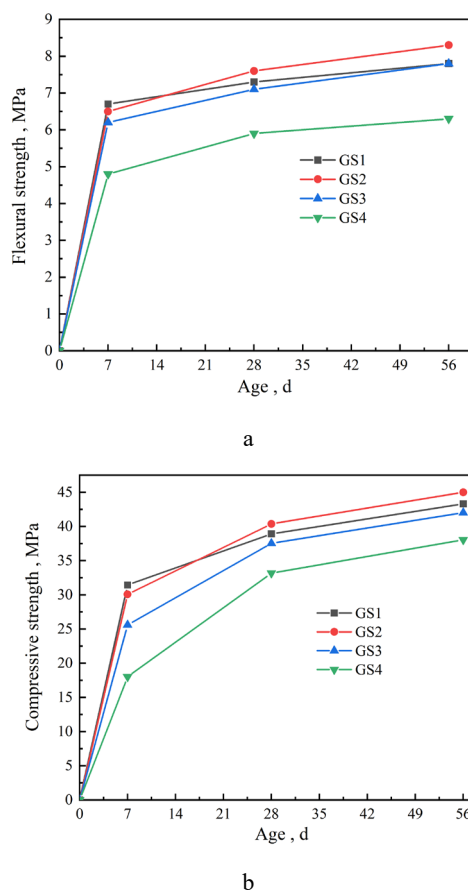 9
8
7
6
5
4
3
2
1
0
Flexural strength , MPa
GS1
GS2
GS3
GS4
0 7 14 21 28 35 42 49 56
Age , d
a
45
40
35
30
25
20
15
10
5
0
Compressive strength , MPa
GS1
GS2
GS3
GS4
0 7 14 21 28 35 42 49 56
Age , d
b